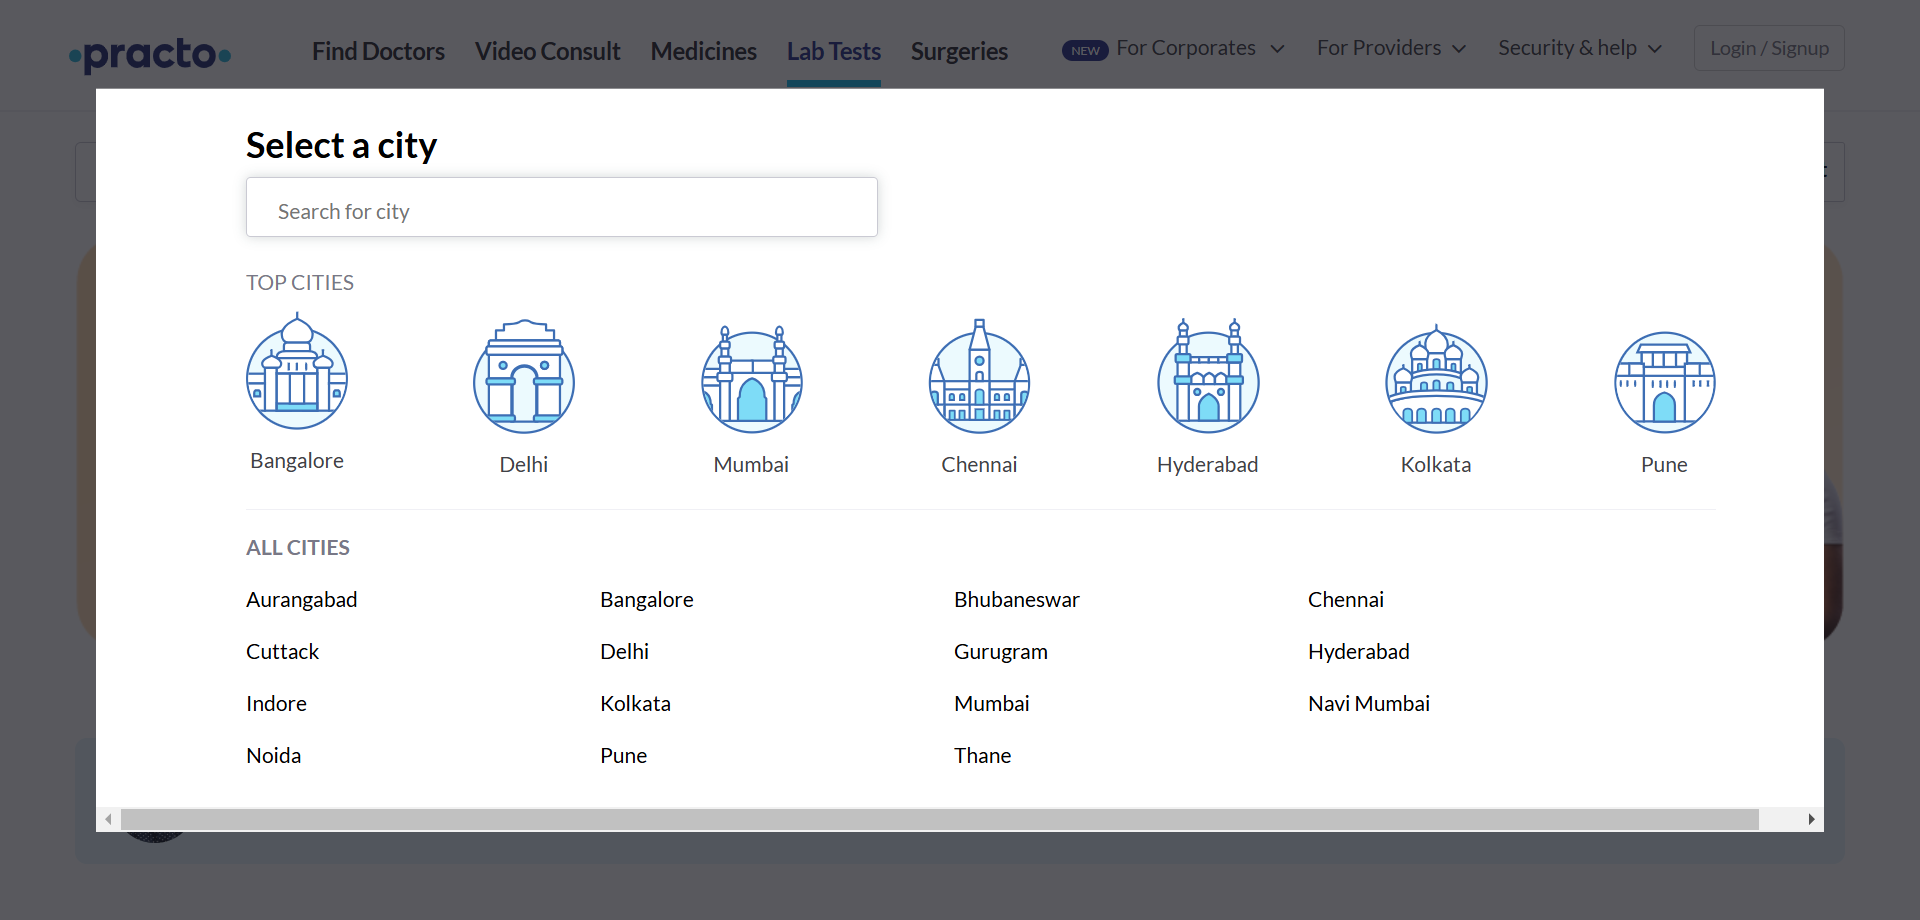 practo
Find Doctors
Video Consult
Medicines
Lab Tests
Surgeries
NEW For Corporates
For Providers
Security & help
Login / Signup
Select a city
Search for city
TOP CITIES
Bangalore
Delhi
Mumbai
Chennai
Hyderabad
Kolkata
Pune
ALL CITIES
Aurangabad
Bangalore
Bhubaneswar
Chennai
Cuttack
Delhi
Gurugram
Hyderabad
Indore
Kolkata
Mumbai
Navi Mumbai
Noida
Pune
Thane